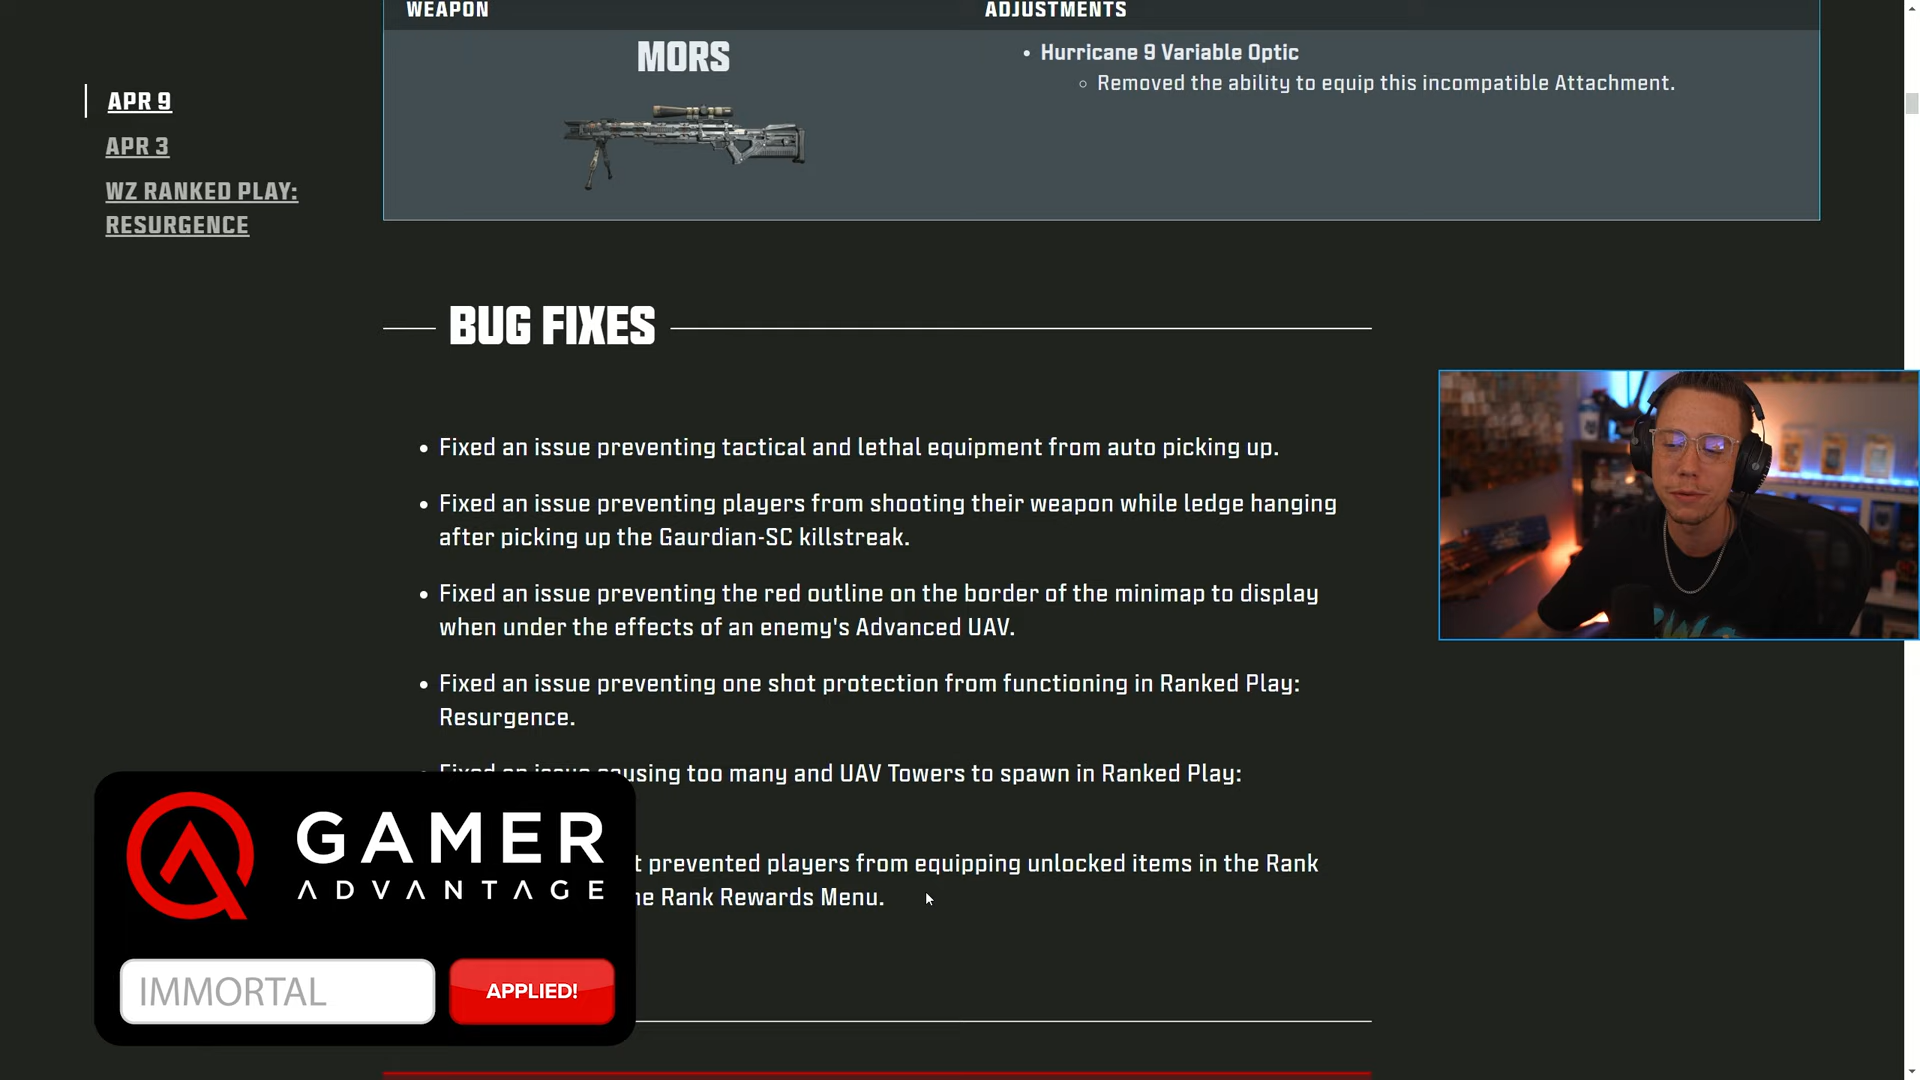 WEAPON
ADJUSTMENTS
MORS
• Hurricane 9 Variable Optic
◦ Removed the ability to equip this incompatible Attachment.
APR 9
APR 3
WZ RANKED PLAY:
RESURGENCE
BUG FIXES
• Fixed an issue preventing tactical and lethal equipment from auto picking up.
• Fixed an issue preventing players from shooting their weapon while ledge hanging
after picking up the Gaurdian-SC killstreak.
• Fixed an issue preventing the red outline on the border of the minimap to display
when under the effects of an enemy's Advanced UAV.
• Fixed an issue preventing one shot protection from functioning in Ranked Play:
Resurgence.
Fixed an issue causing too many and UAV Towers to spawn in Ranked Play:
prevented players from equipping unlocked items in the Rank
Rank Rewards Menu.
GAMER
ADVANTAGE
IMMORTAL
APPLIED!